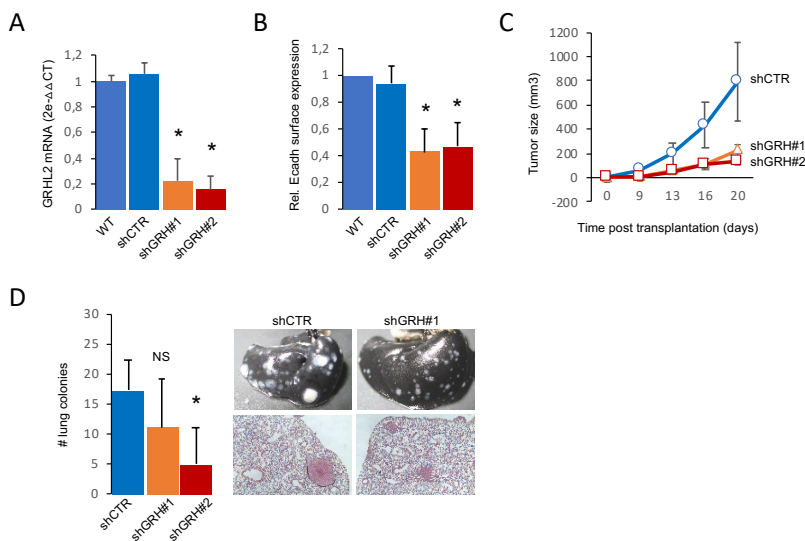 A
GRHL2 mRNA (2e-△△CT)
1,2
1
0,8
0,6
0,4
0,2
0
*
*
WT
shCTR
shGRH#1
shGRH#2
B
Rel. Ecadh surface expression
1,2
1
0,8
0,6
0,4
0,2
0
*
*
WT
shCTR
shGRH#1
shGRH#2
C
Tumor size (mm3)
1200
1000
800
600
400
200
0
-200
0
9
13
16
20
shCTR
shGRH#1
shGRH#2
Time post transplantation (days)
D
# lung colonies
30
25
20
15
10
5
0
NS
*
shCTR
shGRH#1
shGRH#2
shCTR
shGRH#1